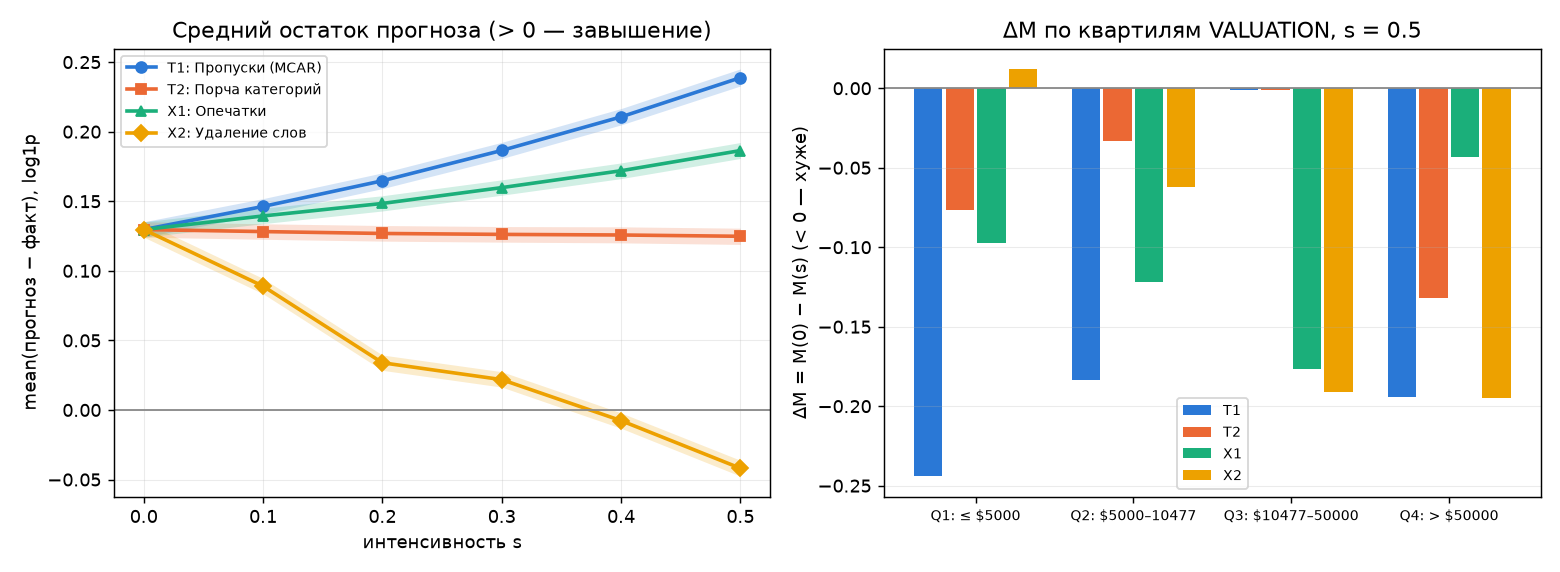 Средний остаток прогноза (> 0 — завышение)
mean(прогноз − факт), log1p
0.25
0.20
0.15
0.10
0.05
0.00
−0.05
T1: Пропуски (MCAR)
T2: Порча категорий
X1: Опечатки
X2: Удаление слов
0.0 0.1 0.2 0.3 0.4 0.5
интенсивность s
ΔM по квартилям VALUATION, s = 0.5
ΔM = M(0) − M(s) (< 0 — хуже)
0.00
−0.05
−0.10
−0.15
−0.20
−0.25
T1
T2
X1
X2
Q1: ≤ $5000 Q2: $5000–10477 Q3: $10477–50000 Q4: > $50000